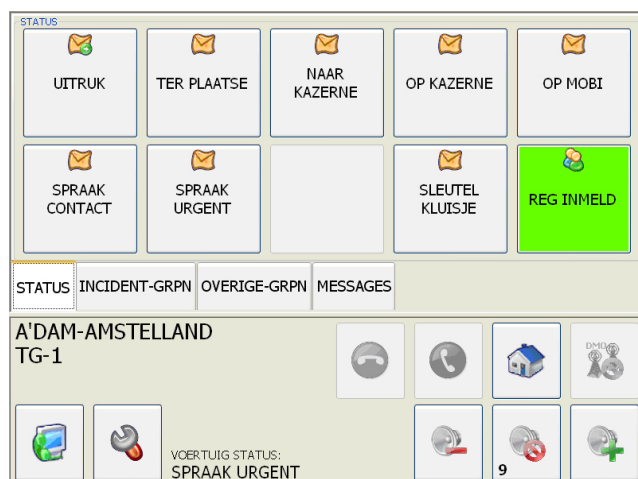 STATUS
UITRUK
TER PLAATSE
NAAR
KAZERNE
OP KAZERNE
OP MOBI
SPRAAK
CONTACT
SPRAAK
URGENT
SLEUTEL
KLUISJE
REG INMELD
STATUS
INCIDENT-GRPN
OVERIGE-GRPN
MESSAGES
A'DAM-AMSTELLAND
TG-1
DMO
VOERTUIG STATUS:
SPRAAK URGENT
9